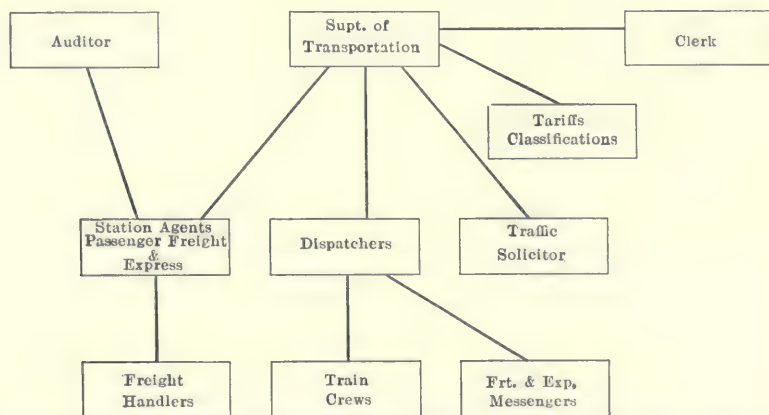 Auditor
Supt. of
Transportation
Clerk
Tariffs
Classifications
Station Agents
Passenger Freight
&
Express
Dispatchers
Traffic
Solicitor
Freight
Handlers
Train
Crews
Frt. & Exp.
Messengers